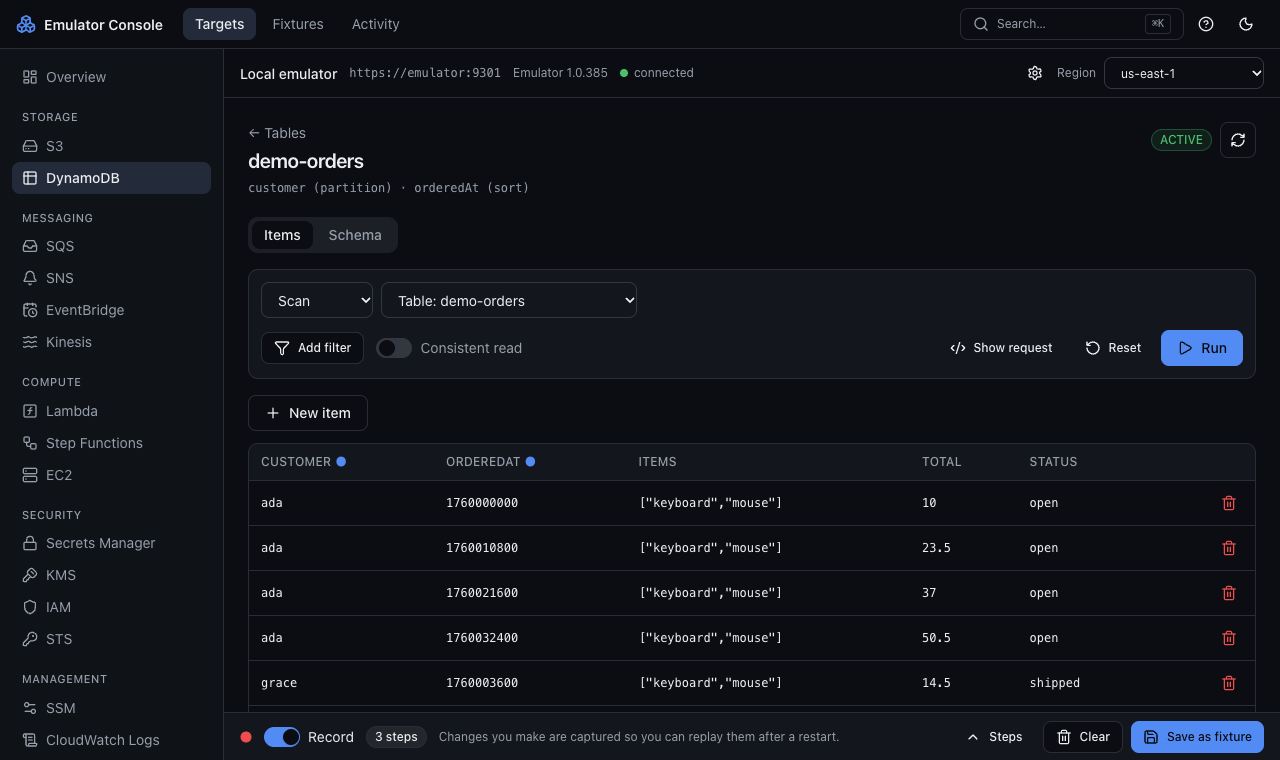 Emulator Console
Targets
Fixtures
Activity
Search...
⌘K
Overview
STORAGE
S3
DynamoDB
MESSAGING
SQS
SNS
EventBridge
Kinesis
COMPUTE
Lambda
Step Functions
EC2
SECURITY
Secrets Manager
KMS
IAM
STS
MANAGEMENT
SSM
CloudWatch Logs
Local emulator https://emulator:9301 Emulator 1.0.385 connected
Region us-east-1
← Tables
demo-orders
customer (partition) · orderedAt (sort)
ACTIVE
Items Schema
Scan Table: demo-orders
Add filter Consistent read Show request Reset Run
New item
CUSTOMER ORDEREDAT ITEMS TOTAL STATUS
ada 1760000000 ["keyboard","mouse"] 10 open
ada 1760010800 ["keyboard","mouse"] 23.5 open
ada 1760021600 ["keyboard","mouse"] 37 open
ada 1760032400 ["keyboard","mouse"] 50.5 open
grace 1760003600 ["keyboard","mouse"] 14.5 shipped
Record 3 steps Changes you make are captured so you can replay them after a restart. Steps Clear Save as fixture